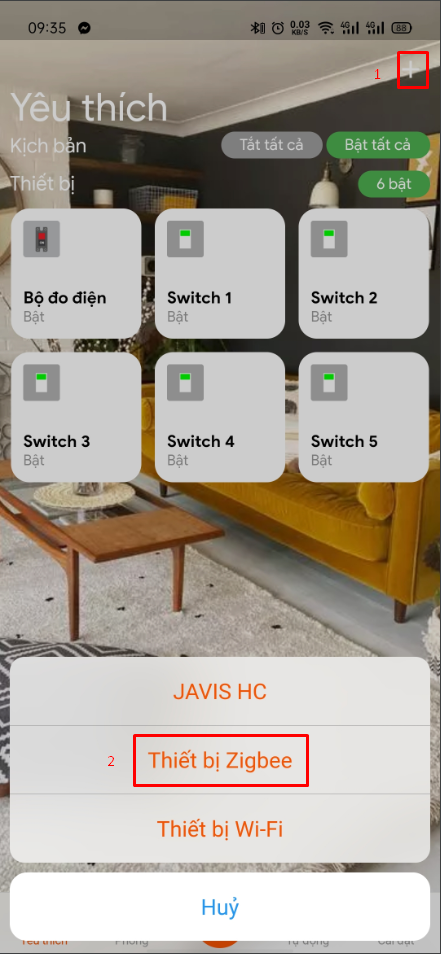 09:35 0.03 KB/S 4G 4G 88
1 +
Yêu thích
Kịch bản Tắt tất cả Bật tất cả
Thiết bị 6 bật
Bộ đo điện Switch 1 Switch 2
Bật Bật Bật
Switch 3 Switch 4 Switch 5
Bật Bật Bật
JAVIS HC
2 Thiết bị Zigbee
Thiết bị Wi-Fi
Huỷ
Yêu thích Phòng Tự động Cài đặt